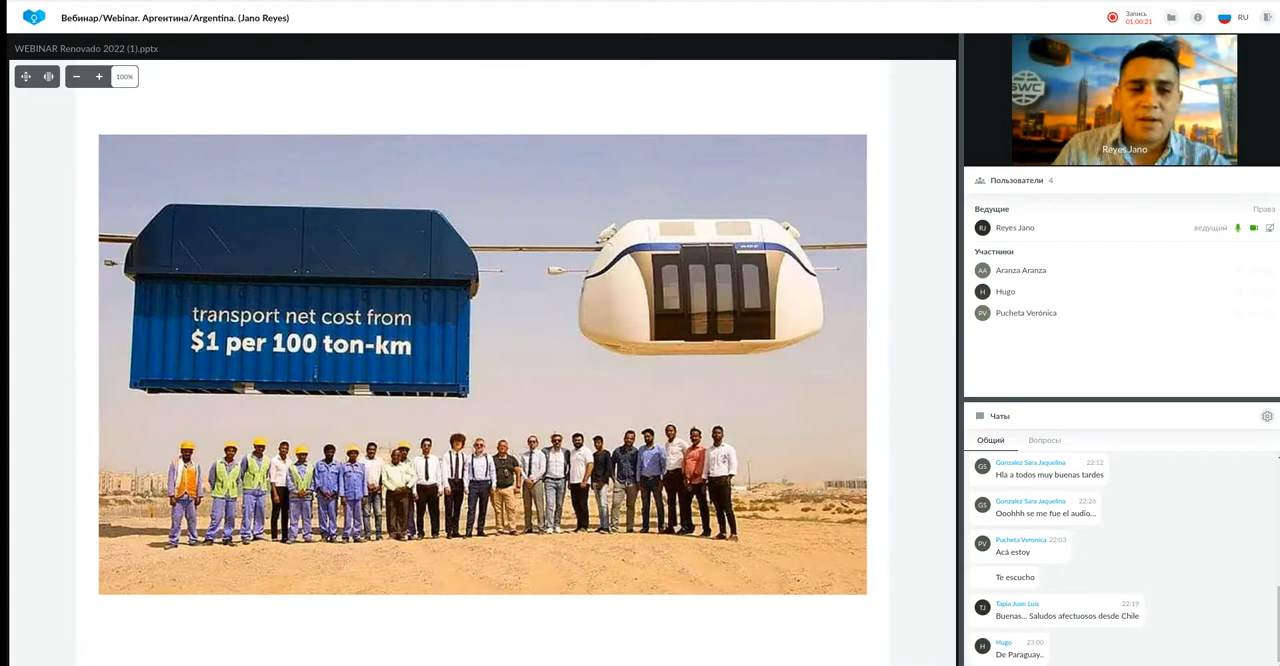 Вебинар/Webinar. Аргентина/Argentina. (Jano Reyes)
Запись
01:00:21
RU
WEBINAR Renovado 2022 (1).pptx
100%
transport net cost from
$1 per 100 ton-km
SWC
Reyes Jano
Пользователи 4
Ведущие
Права
RJ
Reyes Jano
ведущий
Участники
AA
Aranza Aranza
H
Hugo
PV
Pucheta Verónica
Чаты
Общий
Вопросы
GS
Gonzalez Sara Jaquelina 22:12
Hla a todos muy buenas tardes
GS
Gonzalez Sara Jaquelina 22:26
Ooohhh se me fue el audio...
PV
Pucheta Veronica 22:03
Acá estoy
Te escucho
TJ
Tapia Juan Luis 22:19
Buenas... Saludos afectuosos desde Chile
H
Hugo 23:00
De Paraguay..